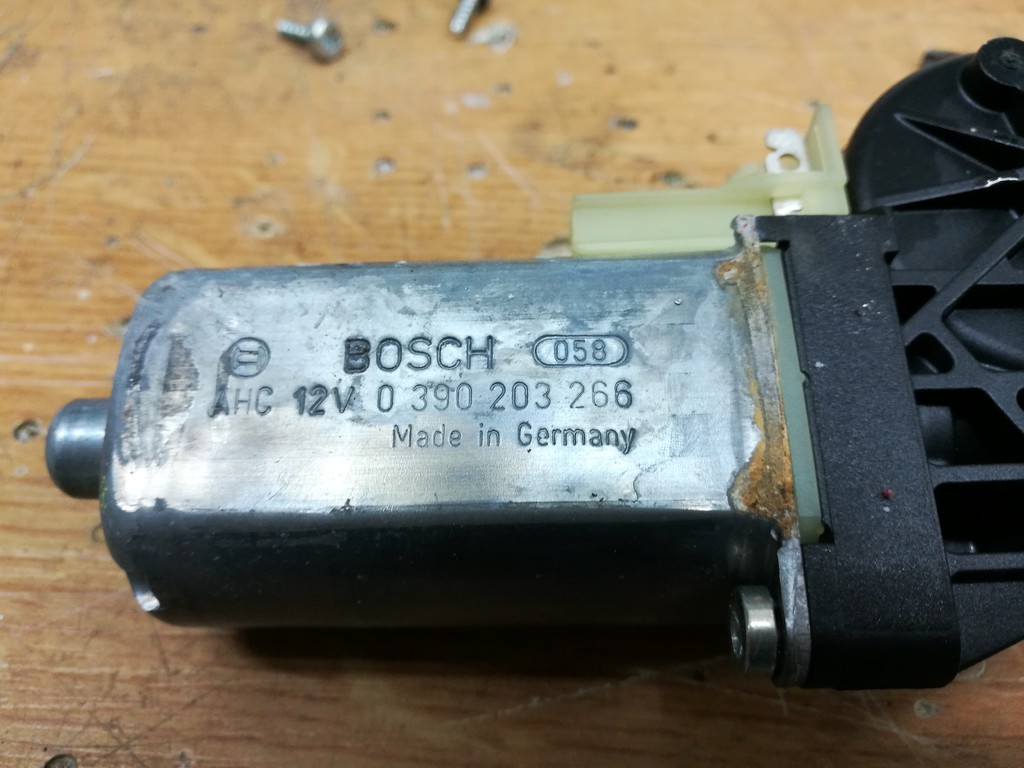 BOSCH 058
AHC 12V 0 390 203 266
Made in Germany